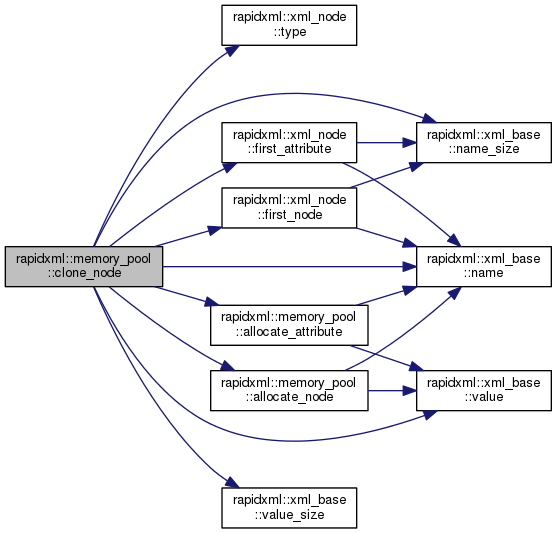 rapidxml::xml_node
::type
rapidxml::xml_node
::first_attribute
rapidxml::xml_base
::name_size
rapidxml::xml_node
::first_node
rapidxml::memory_pool
::clone_node
rapidxml::xml_base
::name
rapidxml::memory_pool
::allocate_attribute
rapidxml::memory_pool
::allocate_node
rapidxml::xml_base
::value
rapidxml::xml_base
::value_size